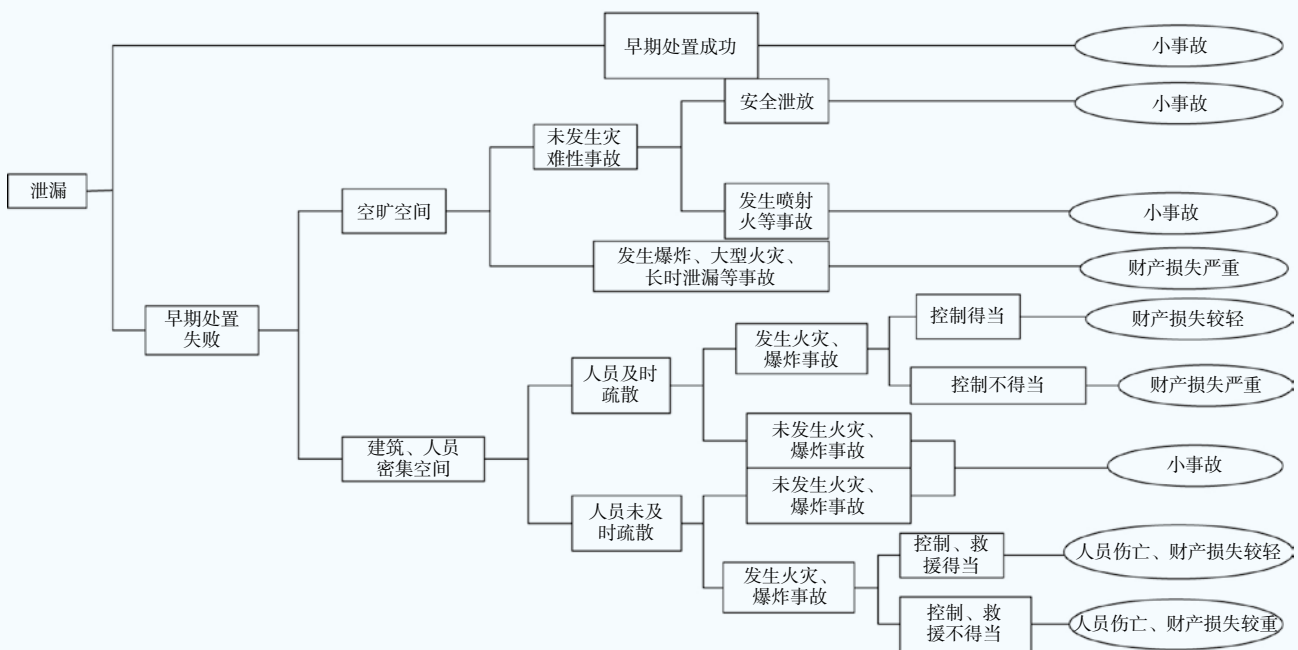 早期处置成功
小事故
安全泄放
小事故
未发生灾
难性事故
泄漏
空旷空间
发生喷射
火等事故
小事故
发生爆炸、大型火灾、
长时泄漏等事故
财产损失严重
早期处置
失败
控制得当
财产损失较轻
发生火灾、
爆炸事故
人员及时
疏散
控制不得当
财产损失严重
建筑、人员
密集空间
未发生火灾、
爆炸事故
小事故
未发生火灾、
爆炸事故
人员未及
时疏散
控制、救
援得当
人员伤亡、财产损失较轻
发生火灾、
爆炸事故
控制、救
援不得当
人员伤亡、财产损失较重